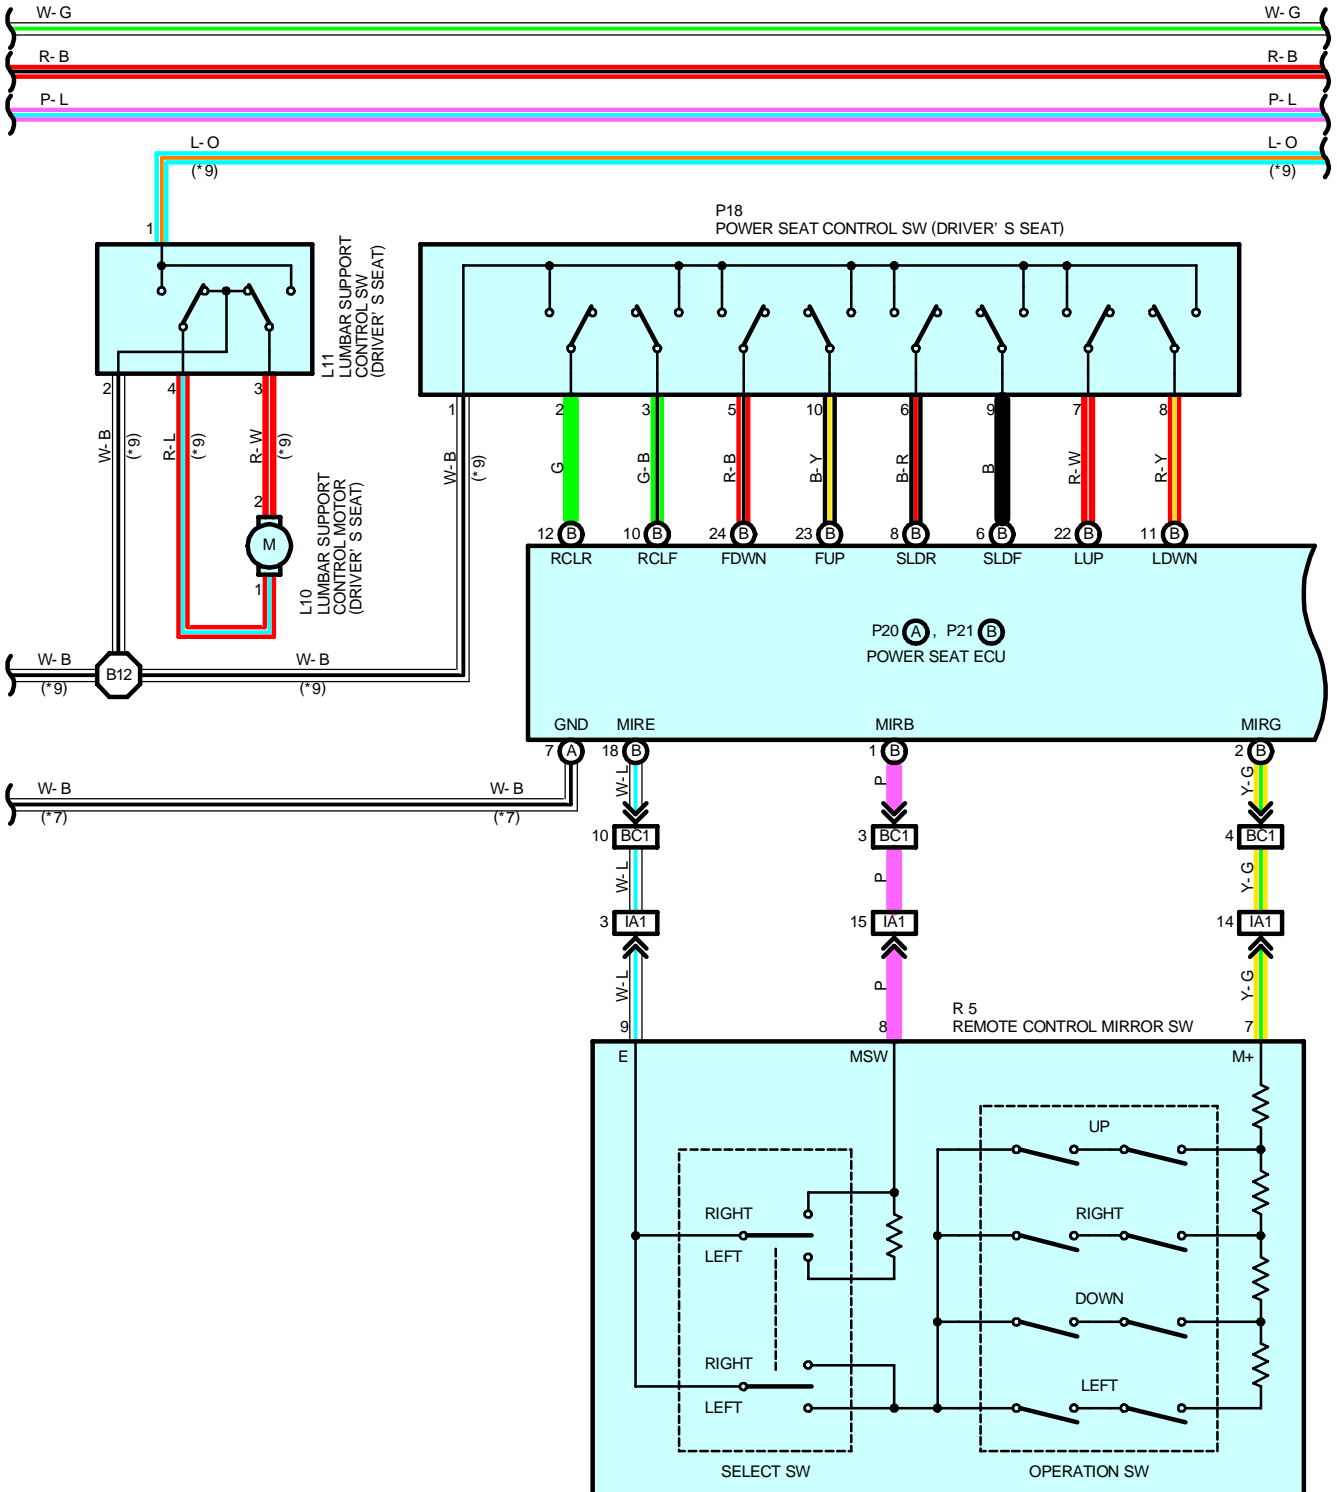 W- G W- G
R- B R- B
P- L P- L
L- O L- O
(*9) (*9)
P18
POWER SEAT CONTROL SW (DRIVER' S SEAT)
1
L11
LUMBAR SUPPORT
CONTROL SW
(DRIVER' S SEAT)
2 4 3
W- B (*9) R- L (*9) R- W (*9)
1 2 3 5 10 6 9 7 8
W- B (*9) G G- B R- B B- Y B- R B R- W R- Y
2
M
1
L10
LUMBAR SUPPORT
CONTROL MOTOR
(DRIVER' S SEAT)
12 B 10 B 24 B 23 B 8 B 6 B 22 B 11 B
RCLR RCLF FDWN FUP SLDR SLDF LUP LDWN
P20 A , P21 B
POWER SEAT ECU
W- B B12 W- B
(*9) (*9)
GND MIRE MIRB MIRG
7 A 18 B 1 B 2 B
W- B W- B
(*7) (*7)
W- L P Y- G
10 BC1 3 BC1 4 BC1
W- L P Y- G
3 IA1 15 IA1 14 IA1
W- L P Y- G
R 5
REMOTE CONTROL MIRROR SW
9 8 7
E MSW M+
UP
RIGHT
LEFT
RIGHT
DOWN
RIGHT
LEFT
LEFT
SELECT SW
OPERATION SW